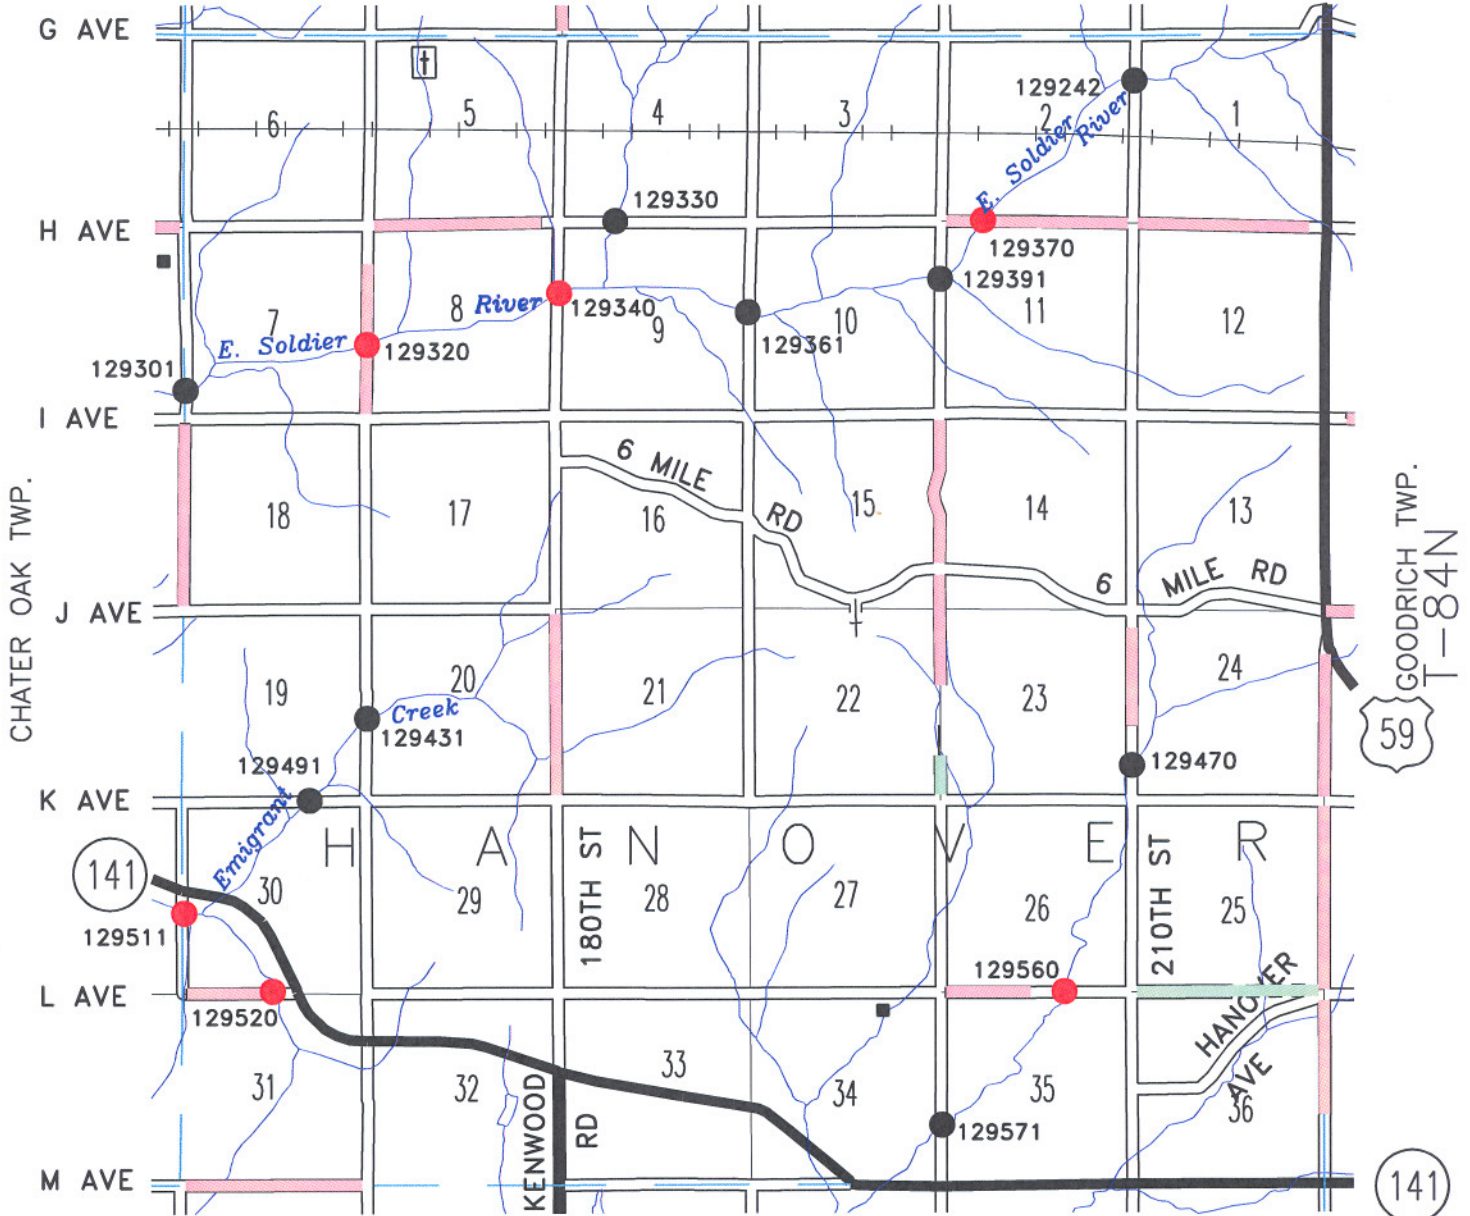 G AVE
129242
6
5
4
3
2
1
E. Soldier River
129330
H AVE
129370
129391
8
River
129340
9
10
11
12
7
E. Soldier
129320
129361
129301
I AVE
6 MILE RD
18
17
16
15
14
13
CHATER OAK TWP.
GOODRICH TWP.
T-84N
6 MILE RD
J AVE
19
20
21
22
23
24
Creek
129431
59
129491
129470
K AVE
Emigrant
HANOVER
141
180TH ST
210TH ST
30
29
28
27
26
25
129511
129560
L AVE
129520
HANOVER AVE
31
32
33
34
35
36
KENWOOD RD
129571
M AVE
141